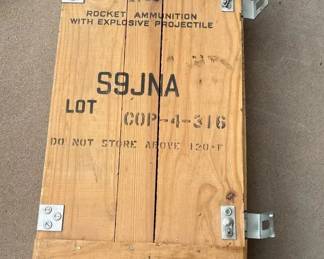 ROCKET AMMUNITION
WITH EXPLOSIVE PROJECTILE
S9JNA
LOT
COP-4-316
DO NOT STORE ABOVE 120°F